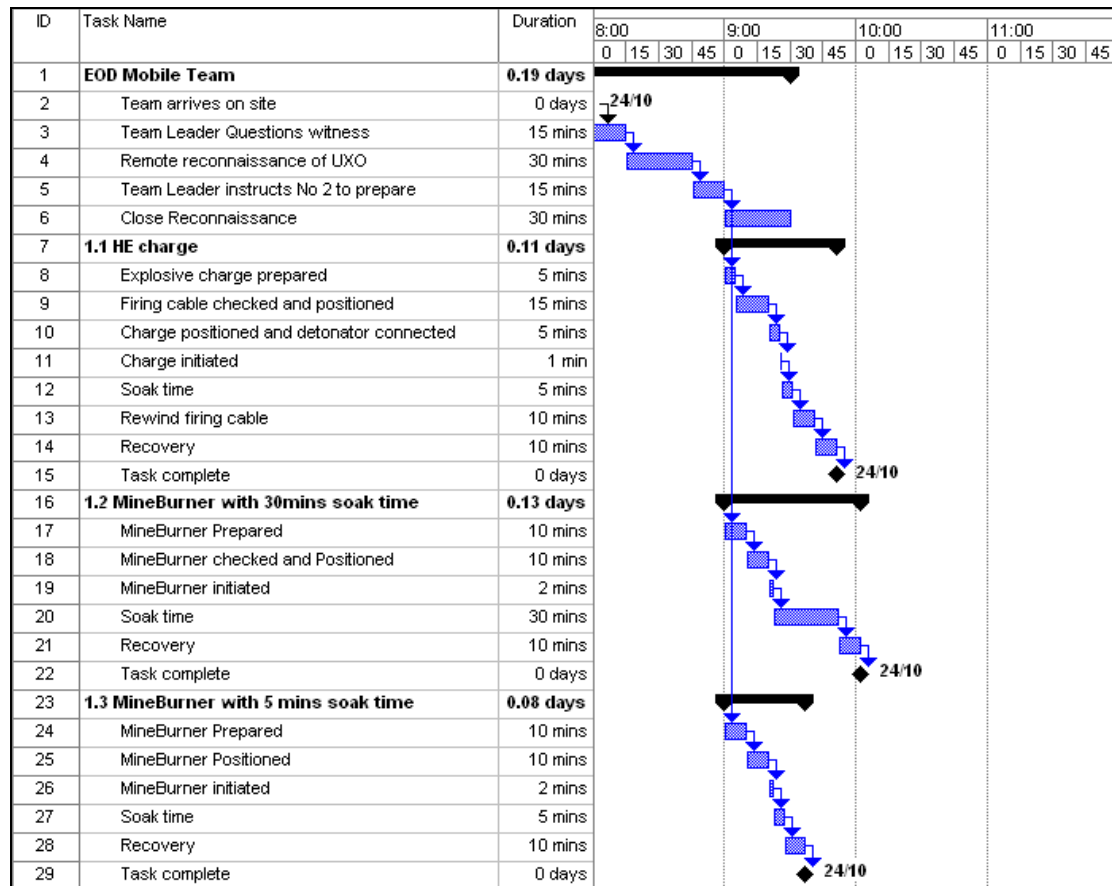 ID Task Name Duration 8:00 9:00 10:00 11:00
0 15 30 45 0 15 30 45 0 15 30 45 0 15 30 45
1 EOD Mobile Team 0.19 days
2 Team arrives on site 0 days 24/10
3 Team Leader Questions witness 15 mins
4 Remote reconnaissance of UXO 30 mins
5 Team Leader instructs No 2 to prepare 15 mins
6 Close Reconnaissance 30 mins
7 1.1 HE charge 0.11 days
8 Explosive charge prepared 5 mins
9 Firing cable checked and positioned 15 mins
10 Charge positioned and detonator connected 5 mins
11 Charge initiated 1 min
12 Soak time 5 mins
13 Rewind firing cable 10 mins
14 Recovery 10 mins
15 Task complete 0 days 24/10
16 1.2 MineBurner with 30mins soak time 0.13 days
17 MineBurner Prepared 10 mins
18 MineBurner checked and Positioned 10 mins
19 MineBurner initiated 2 mins
20 Soak time 30 mins
21 Recovery 10 mins
22 Task complete 0 days 24/10
23 1.3 MineBurner with 5 mins soak time 0.08 days
24 MineBurner Prepared 10 mins
25 MineBurner Positioned 10 mins
26 MineBurner initiated 2 mins
27 Soak time 5 mins
28 Recovery 10 mins
29 Task complete 0 days 24/10